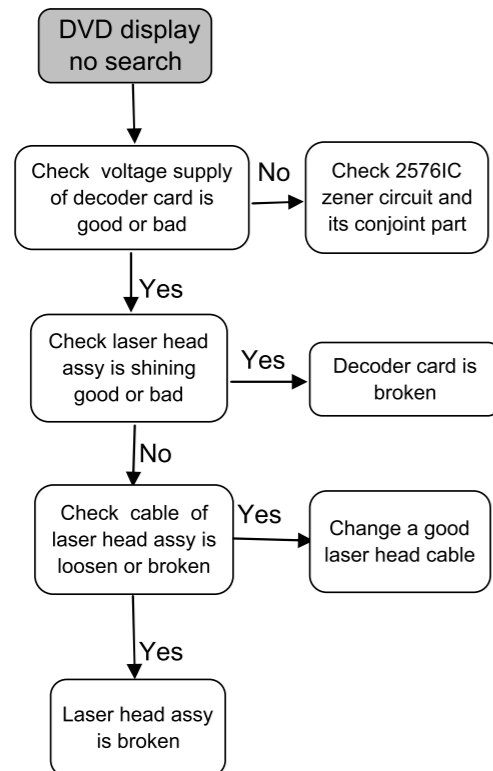 DVD display
no search
Check voltage supply
of decoder card is
good or bad
No
Check 2576IC
zener circuit and
its conjoint part
Yes
Check laser head
assy is shining
good or bad
Yes
Decoder card is
broken
No
Check cable of
laser head assy is
loosen or broken
Yes
Change a good
laser head cable
Yes
Laser head assy
is broken